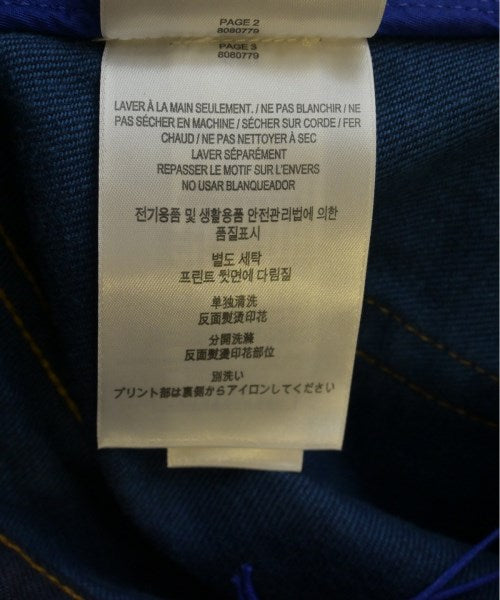 PAGE 2
8080779
PAGE 3
8080779
LAVER À LA MAIN SEULEMENT. / NE PAS BLANCHIR / NE
PAS SÉCHER EN MACHINE / SÉCHER SUR CORDE / FER
CHAUD / NE PAS NETTOYER À SEC
LAVER SÉPARÉMENT
REPASSER LE MOTIF SUR L'ENVERS
NO USAR BLANQUEADOR
전기용품 및 생활용품 안전관리법에 의한
품질표시
별도 세탁
프린트 뒷면에 다림질
单独清洗
反面熨烫印花
分開洗滌
反面熨燙印花部位
別洗い
プリント部は裏側からアイロンしてください